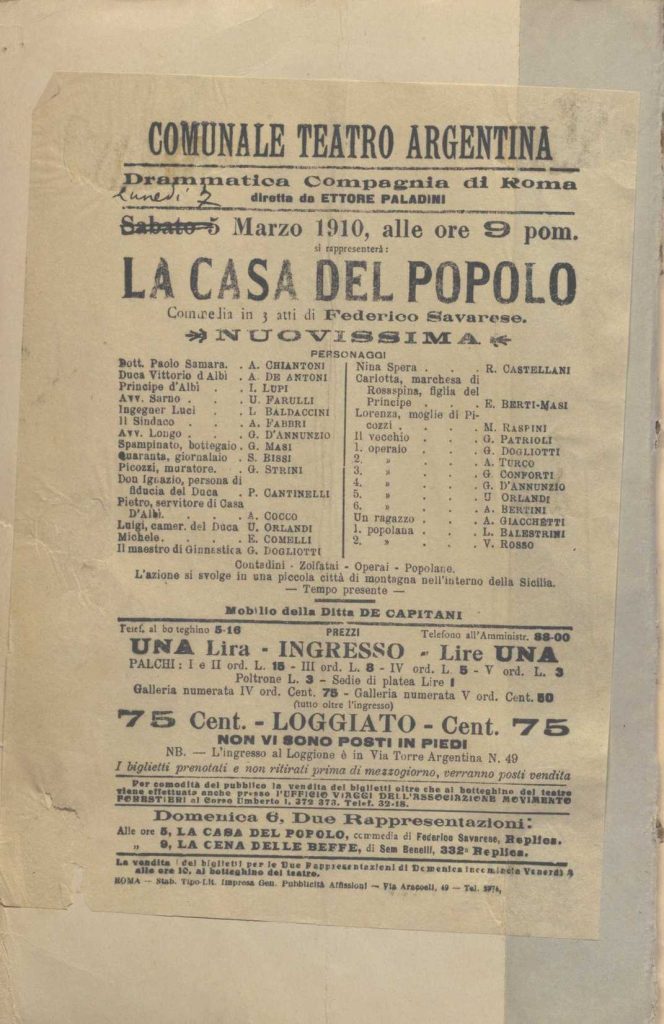 COMUNALE TEATRO ARGENTINA
Drammatica Compagnia di Roma
diretta da ETTORE PALADINI
lunedì 7
Sabato 5 Marzo 1910, alle ore 9 pom.
si rappresenterà:
LA CASA DEL POPOLO
Commedia in 3 atti di Federico Savarese.
NUOVISSIMA
PERSONAGGI
Dott. Paolo Samara. . A. CHIANTONI
Duca Vittorio d'Albi . A. DE ANTONI
Principe d'Albi . . I. LUPI
Avv. Sarno . . . U. FARULLI
Ingegner Luci . . I. BALDACCINI
Il Sindaco . . . A. FABBRI
Avv. Longo . . . G. D'ANNUNZIO
Spampinato, bottegaio. G. MASI
Quaranta, giornalaio . S. BISSI
Picozzi, muratore. . G. STRINI
Don Ignazio, persona di
fiducia del Duca . P. CANTINELLI
Pietro, servitore di Casa
D'Albi. . . . A. COCCO
Luigi, camer. del Duca U. ORLANDI
Michele. . . . E. COMELLI
Il maestro di Ginnastica G. DOGLIOTTI
Nina Spera . . . R. CASTELLANI
Carlotta, marchesa di
Rosaspina, figlia del
Principe . . . E. BERTI-MASI
Lorenza, moglie di Pi-
cozzi . . . . M. RASPINI
Il vecchio . . . G. PATRIOLI
1. operaio . . . G. DOGLIOTTI
2. » . . . A. TURCO
3. » . . . G. CONFORTI
4. » . . . G. D'ANNUNZIO
5. » . . . U ORLANDI
6. » . . . A. BERTINI
Un ragazzo . . . A. GIACCHETTI
1. popolana . . . L. BALESTRINI
2. » . . . V. ROSSO
Contadini - Zolfatai - Operai - Popolane.
L'azione si svolge in una piccola città di montagna nell'interno della Sicilia.
— Tempo presente —
Mobilio della Ditta DE CAPITANI
Telef. al botteghino 5-16 PREZZI Telefono all'Amministr. 88-00
UNA Lira - INGRESSO - Lire UNA
PALCHI: I e II ord. L. 15 - III ord. L. 8 - IV ord. L. 5 - V ord. L. 3
Poltrone L. 3 - Sedie di platea Lire 1
Galleria numerata IV ord. Cent. 75 - Galleria numerata V ord. Cent. 50
(tutto oltre l'ingresso)
75 Cent. - LOGGIATO - Cent. 75
NON VI SONO POSTI IN PIEDI
NB. — L'ingresso al Loggione è in Via Torre Argentina N. 49
I biglietti prenotati e non ritirati prima di mezzogiorno, verranno posti vendita
Per comodità del pubblico la vendita dei biglietti oltre che al botteghino del teatro
viene effettuata anche presso l'UFFICIO VIAGGI DELL'ASSOCIAZIONE MOVIMENTO
FORESTIERI al Corso Umberto I. 372 373. Telef. 32-18.
Domenica 6, Due Rappresentazioni:
Alle ore 5, LA CASA DEL POPOLO, commedia di Federico Savarese, Replica.
„ 9, LA CENA DELLE BEFFE, di Sem Benelli, 332a Replica.
La vendita dei biglietti per le Due Rappresentazioni di Domenica incomincia Venerdì 4
alle ore 10. al botteghino del teatro.
ROMA — Stab. Tipo-Lit. Impresa Gen. Pubblicità Affissioni — Via Aracoeli, 49 — Tel. 2974,